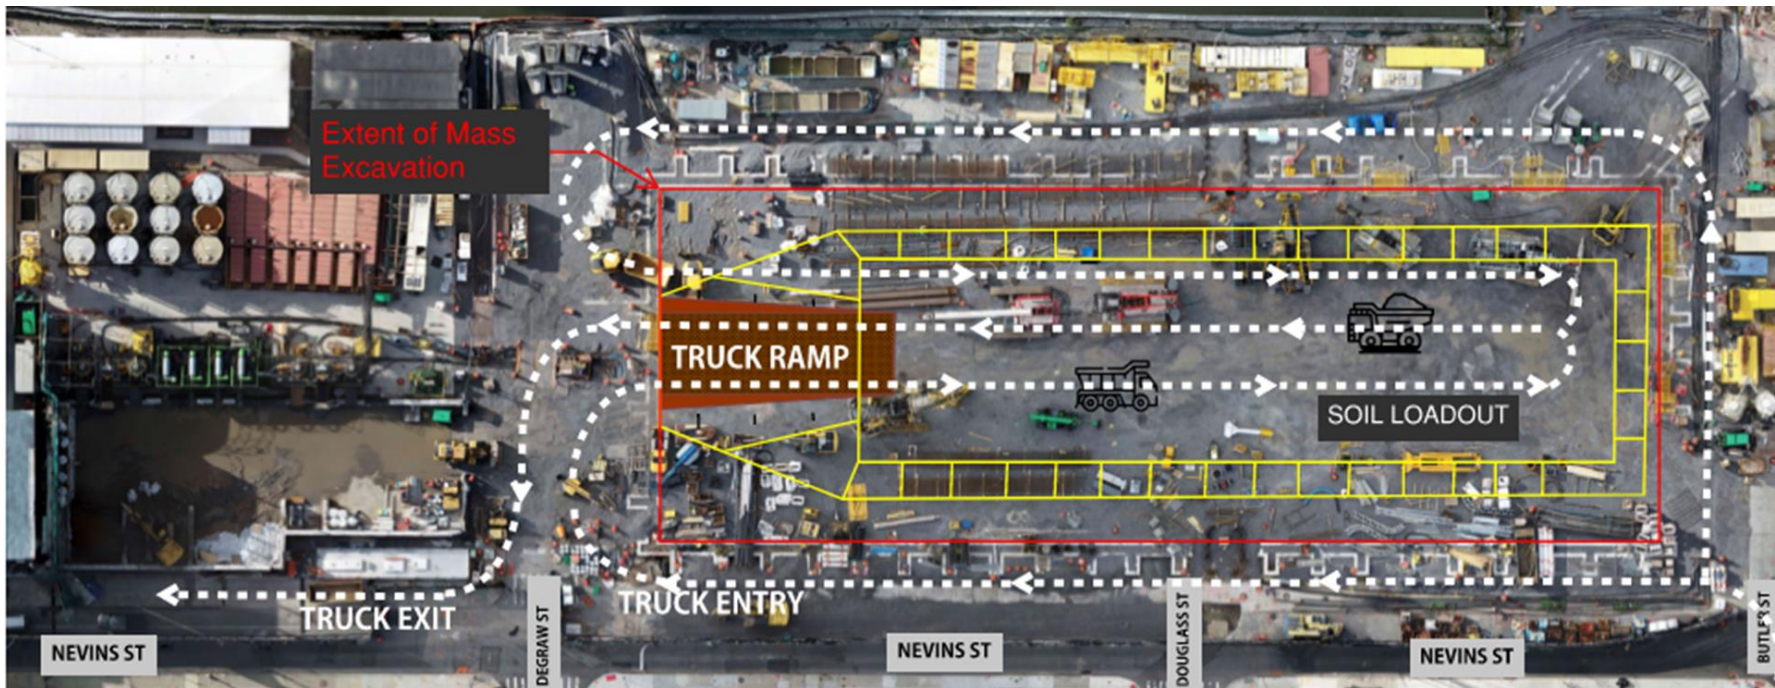 Extent of Mass
Excavation
TRUCK RAMP
SOIL LOADOUT
TRUCK EXIT
TRUCK ENTRY
NEVINS ST
DEGRAW ST
NEVINS ST
DOUGLASS ST
NEVINS ST
BUTLER ST